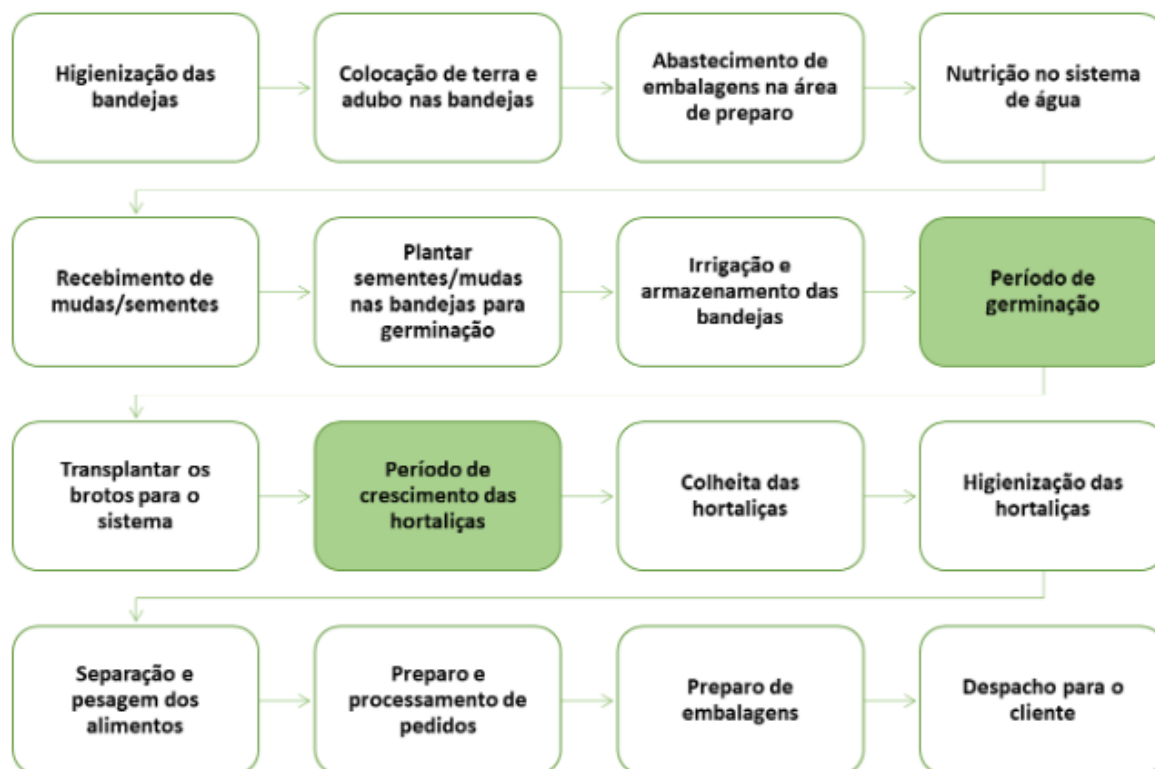 Higienização das
bandejas
Colocação de terra e
adubo nas bandejas
Abastecimento de
embalagens na área
de preparo
Nutrição no sistema
de água
Recebimento de
mudas/sementes
Plantar
sementes/mudas
nas bandejas para
germinação
Irrigação e
armazenamento das
bandejas
Período de
germinação
Transplantar os
brotos para o
sistema
Período de
crescimento das
hortaliças
Colheita das
hortaliças
Higienização das
hortaliças
Separação e
pesagem dos
alimentos
Preparo e
processamento de
pedidos
Preparo de
embalagens
Despacho para o
cliente